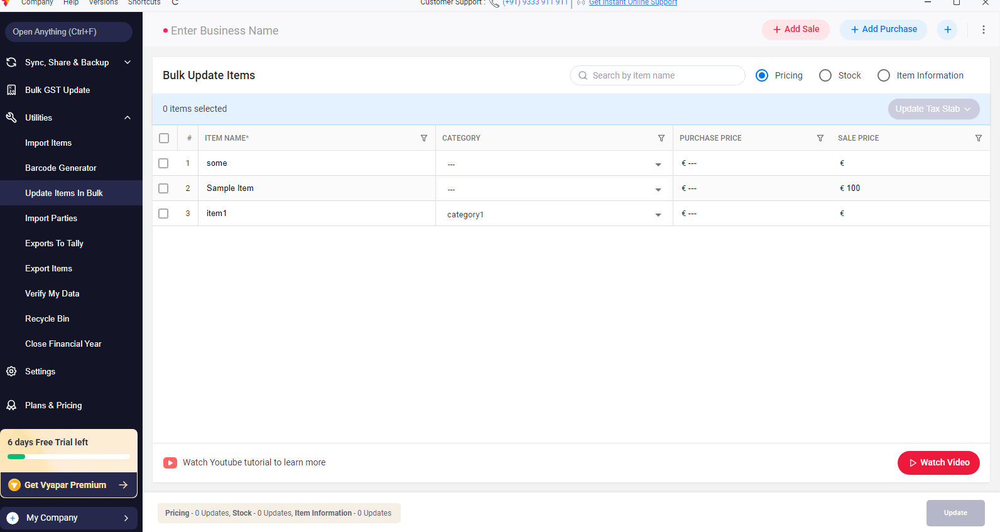 Company Help Versions Shortcuts Customer Support : (+91) 9333 911 911 Get Instant Online Support
Open Anything (Ctrl+F)
Enter Business Name
Add Sale
Add Purchase
Sync, Share & Backup
Bulk GST Update
Utilities
Import Items
Barcode Generator
Update Items In Bulk
Import Parties
Exports To Tally
Export Items
Verify My Data
Recycle Bin
Close Financial Year
Settings
Plans & Pricing
6 days Free Trial left
Get Vyapar Premium
My Company
Bulk Update Items
Search by item name
Pricing
Stock
Item Information
0 items selected
Update Tax Slab
# ITEM NAME* CATEGORY PURCHASE PRICE SALE PRICE
1 some --- € --- €
2 Sample Item --- € --- € 100
3 item1 category1 € --- €
Watch Youtube tutorial to learn more
Watch Video
Pricing - 0 Updates, Stock - 0 Updates, Item Information - 0 Updates
Update